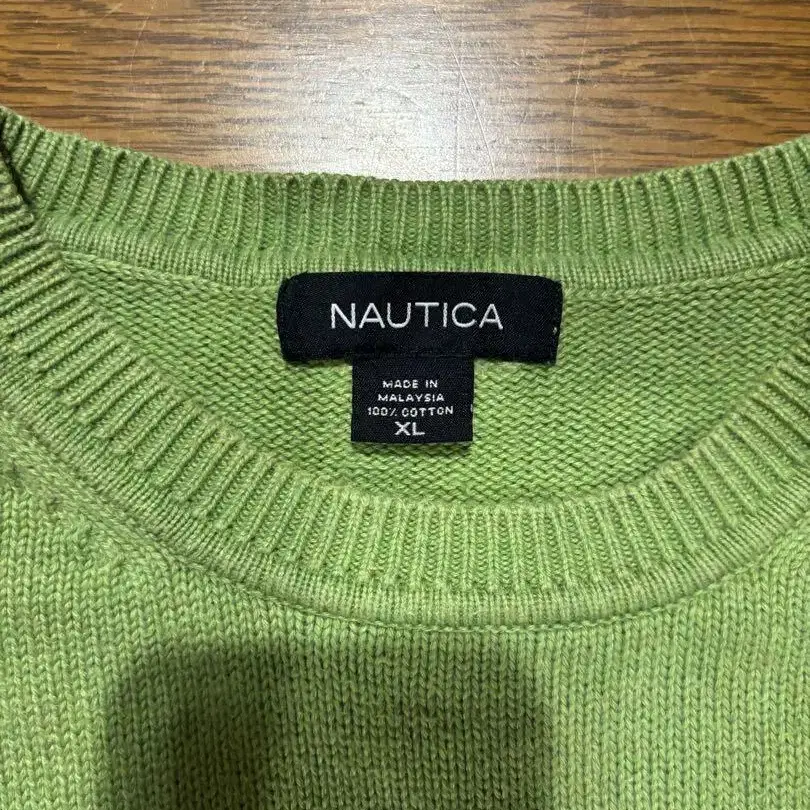 NAUTICA
MADE IN
MALAYSIA
100% COTTON
XL